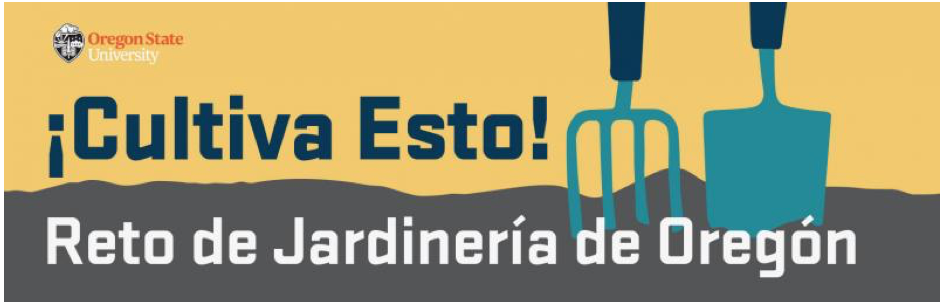 Oregon State
University
¡Cultiva Esto!
Reto de Jardinería de Oregón